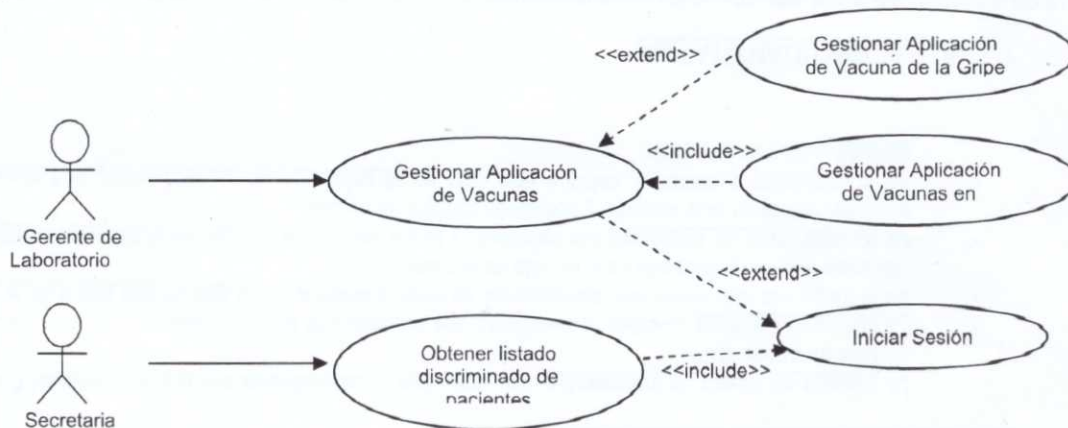 Gestionar Aplicación
de Vacuna de la Gripe
<<extend>>
<<include>>
Gestionar Aplicación
de Vacunas
Gestionar Aplicación
de Vacunas en
Gerente de
Laboratorio
<<extend>>
Iniciar Sesión
Obtener listado
discriminado de
pacientes
<<include>>
Secretaria